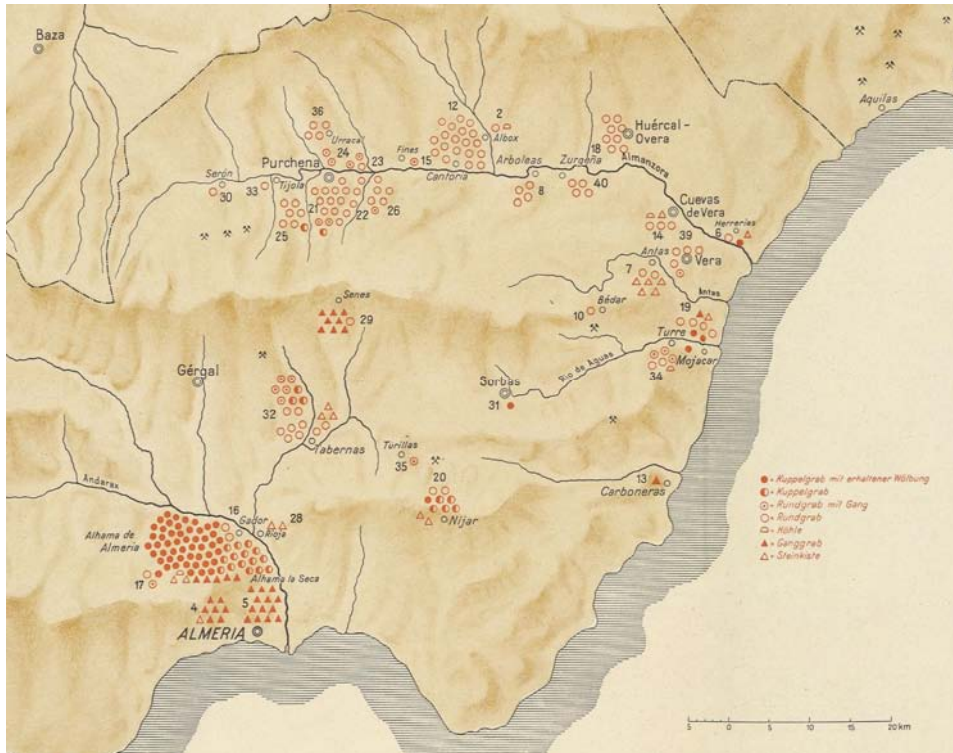 Baza
Aquilas
36
12
2
Urracal
Albox
Huércal-
Overa
24
23
Fines
15
18
Purchena
Cantoria
Arboleas
Zurgena
Almanzora
Serón
30
33
Tijola
8
40
21
22
26
25
Cuevas
de Vera
Herrerias
6
14
39
Antas
Vera
7
Antas
Senes
29
10
Bédar
19
Turre
Mojacar
Rio de Aguas
34
Gérgal
Sorbas
31
32
Tabernas
Turillas
35
20
Nijar
13
Carboneras
Andarax
16
Gador
28
Rioja
Alhama de
Almeria
17
Alhama la Seca
4
5
ALMERIA
= Kuppelgrab mit erhaltener Wölbung
= Kuppelgrab
= Rundgrab mit Gang
= Rundgrab
= Höhle
= Ganggrab
= Steinkiste
5 0 5 10 15 20 km